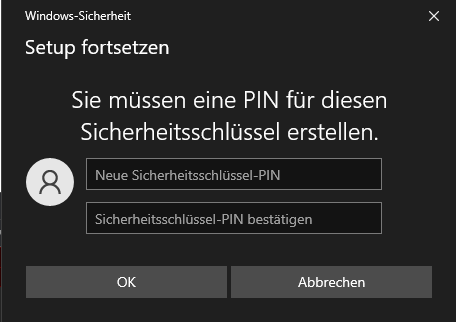 Windows-Sicherheit
Setup fortsetzen
Sie müssen eine PIN für diesen
Sicherheitsschlüssel erstellen.
Neue Sicherheitsschlüssel-PIN
Sicherheitsschlüssel-PIN bestätigen
OK Abbrechen